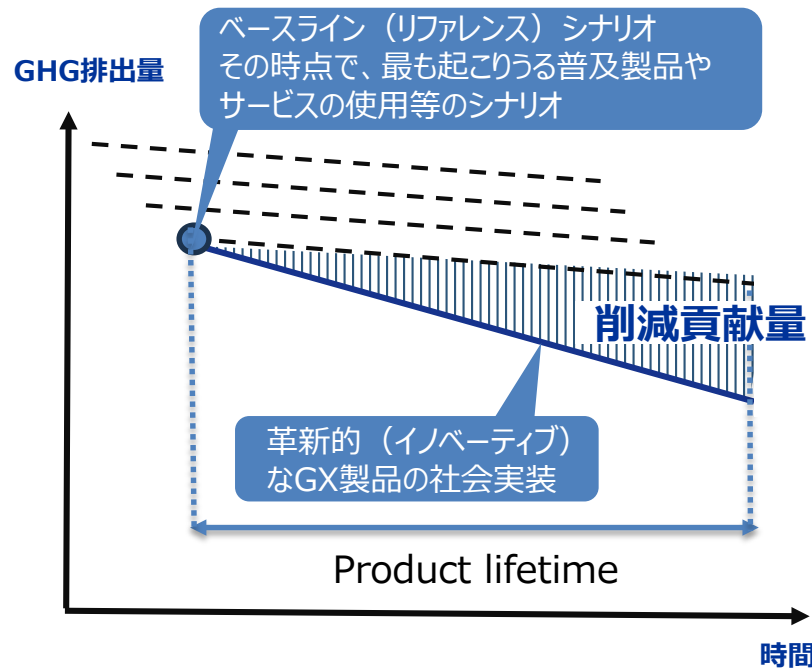 ベースライン（リファレンス）シナリオ
その時点で、最も起こりうる普及製品や
サービスの使用等のシナリオ
GHG排出量
削減貢献量
革新的（イノベーティブ）
なGX製品の社会実装
Product lifetime
時間